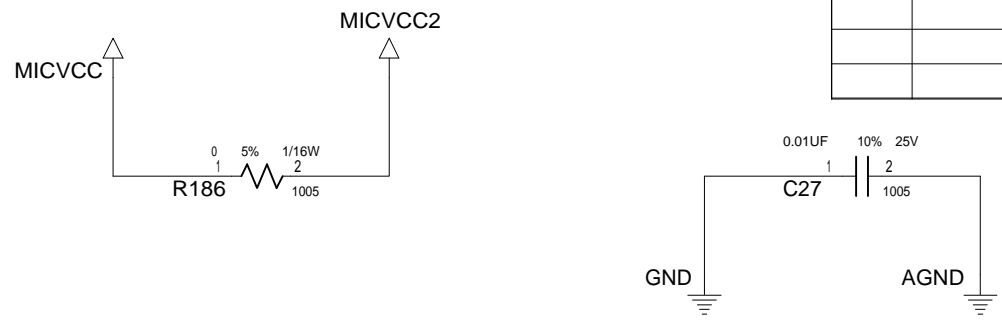 MICVCC2
MICVCC
0 5% 1/16W
1 2
R186 1005
0.01UF 10% 25V
1 2
C27 1005
GND AGND